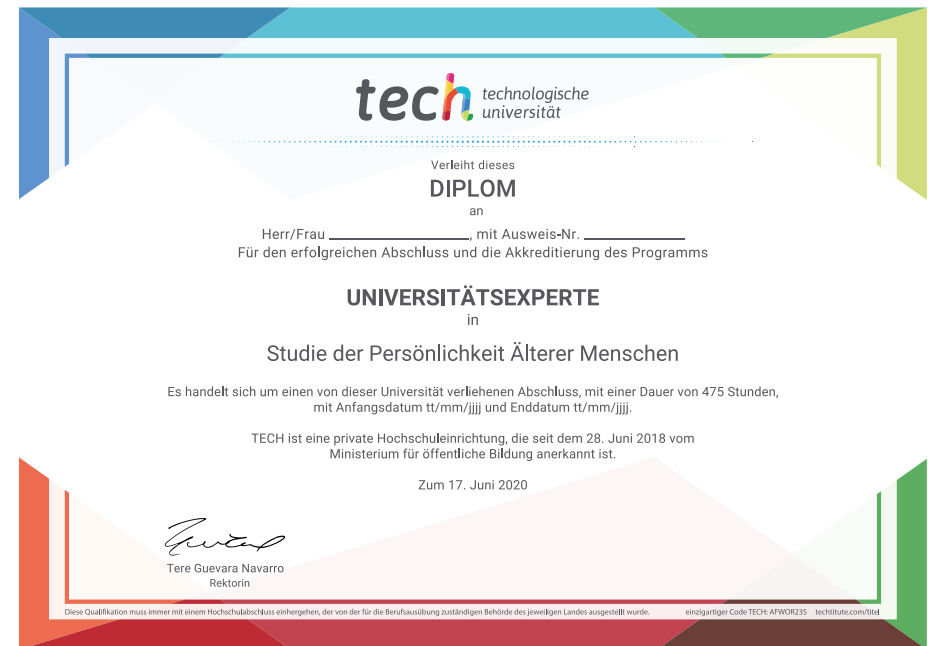 tech technologische
universität
Verleiht dieses
DIPLOM
an
Herr/Frau ____________________, mit Ausweis-Nr. ______________
Für den erfolgreichen Abschluss und die Akkreditierung des Programms
UNIVERSITÄTSEXPERTE
in
Studie der Persönlichkeit Älterer Menschen
Es handelt sich um einen von dieser Universität verliehenen Abschluss, mit einer Dauer von 475 Stunden,
mit Anfangsdatum tt/mm/jjjj und Enddatum tt/mm/jjjj.
TECH ist eine private Hochschuleinrichtung, die seit dem 28. Juni 2018 vom
Ministerium für öffentliche Bildung anerkannt ist.
Zum 17. Juni 2020
Tere Guevara Navarro
Rektorin
Diese Qualifikation muss immer mit einem Hochschulabschluss einhergehen, der von der für die Berufsausübung zuständigen Behörde des jeweiligen Landes ausgestellt wurde. einzigartiger Code TECH: AFWOR23S techtitute.com/titel